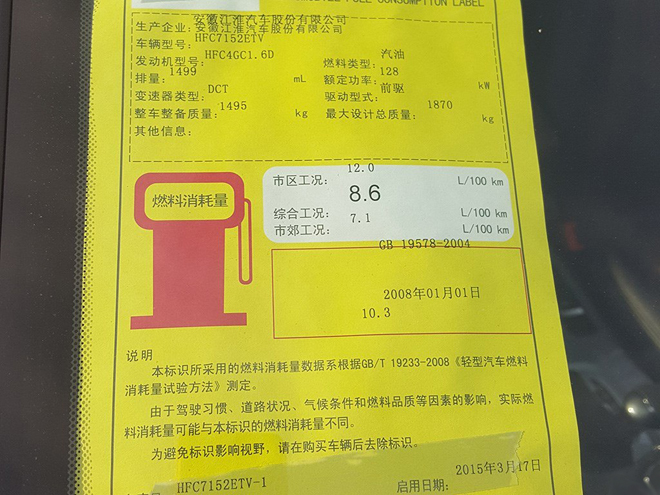 FUEL CONSUMPTION LABEL
安徽江淮汽车股份有限公司
生产企业：安徽江淮汽车股份有限公司
车辆型号：HFC7152ETV
发动机型号：HFC4GC1.6D 燃料类型：汽油
排量：1499 mL 额定功率：128 kW
变速器类型：DCT 驱动型式：前驱
整车整备质量：1495 kg 最大设计总质量：1870 kg
其他信息：
燃料消耗量
市区工况：12.0 L/100 km
综合工况：8.6 L/100 km
市郊工况：7.1 L/100 km
GB 19578-2004
2008年01月01日
10.3
说明
本标识所采用的燃料消耗量数据系根据GB/T 19233-2008《轻型汽车燃料
消耗量试验方法》测定。
由于驾驶习惯、道路状况、气候条件和燃料品质等因素的影响，实际燃
料消耗量可能与本标识的燃料消耗量不同。
为避免标识影响视野，请在购买车辆后去除标识。
HFC7152ETV-1 启用日期：2015年3月17日